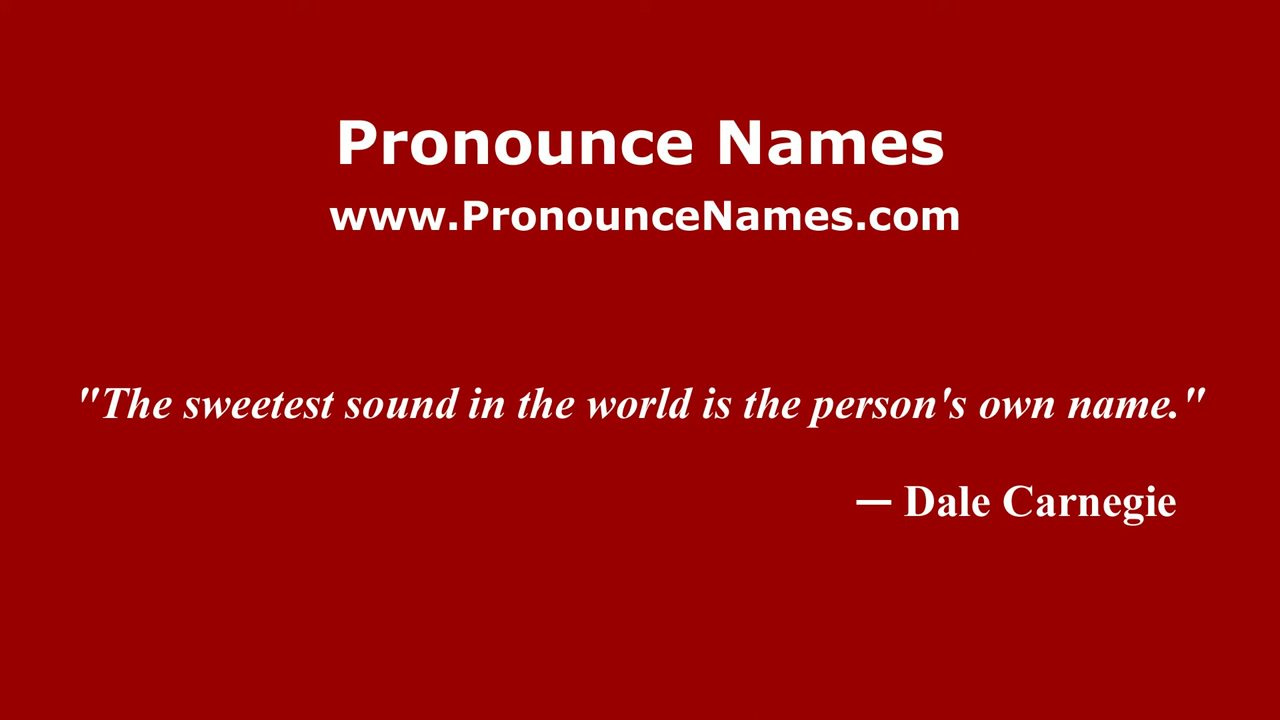 Pronounce Names
www.PronounceNames.com
"The sweetest sound in the world is the person's own name."
— Dale Carnegie